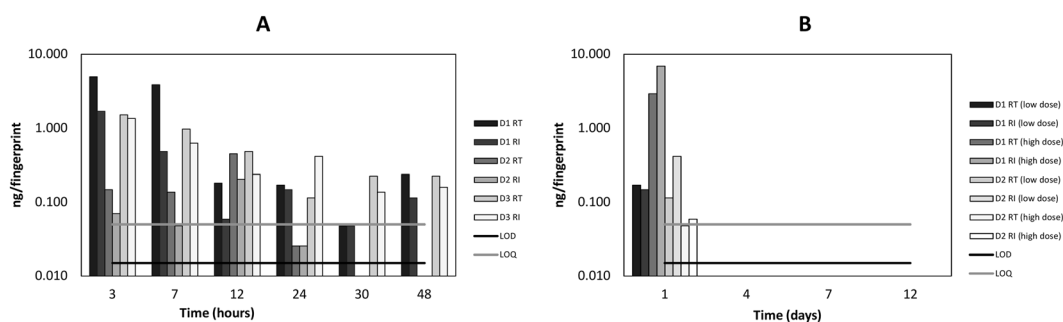 A
10.000
1.000
0.100
0.010
ng/fingerprint
3 7 12 24 30 48
Time (hours)
D1 RT
D1 RI
D2 RT
D2 RI
D3 RT
D3 RI
LOD
LOQ
B
10.000
1.000
0.100
0.010
ng/fingerprint
1 4 7 12
Time (days)
D1 RT (low dose)
D1 RI (low dose)
D1 RT (high dose)
D1 RI (high dose)
D2 RT (low dose)
D2 RI (low dose)
D2 RT (high dose)
D2 RI (high dose)
LOD
LOQ